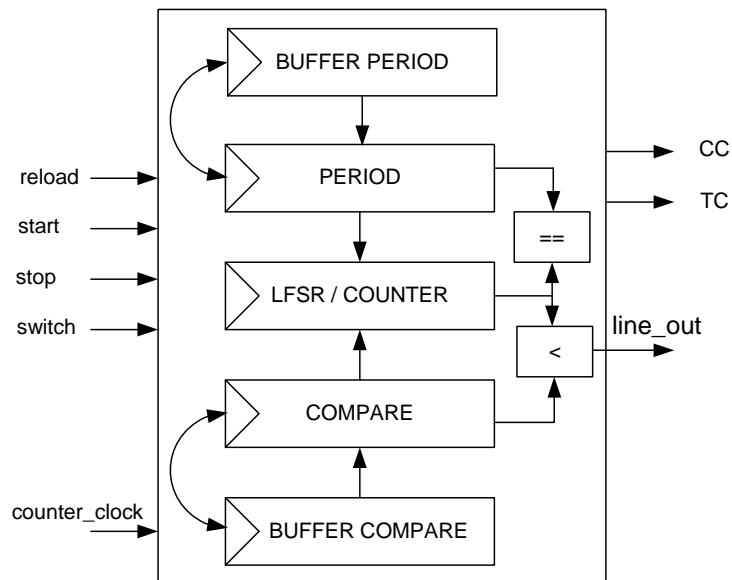 BUFFER PERIOD
PERIOD
CC
reload
TC
start
==
stop
LFSR / COUNTER
switch
line_out
<
COMPARE
counter_clock
BUFFER COMPARE